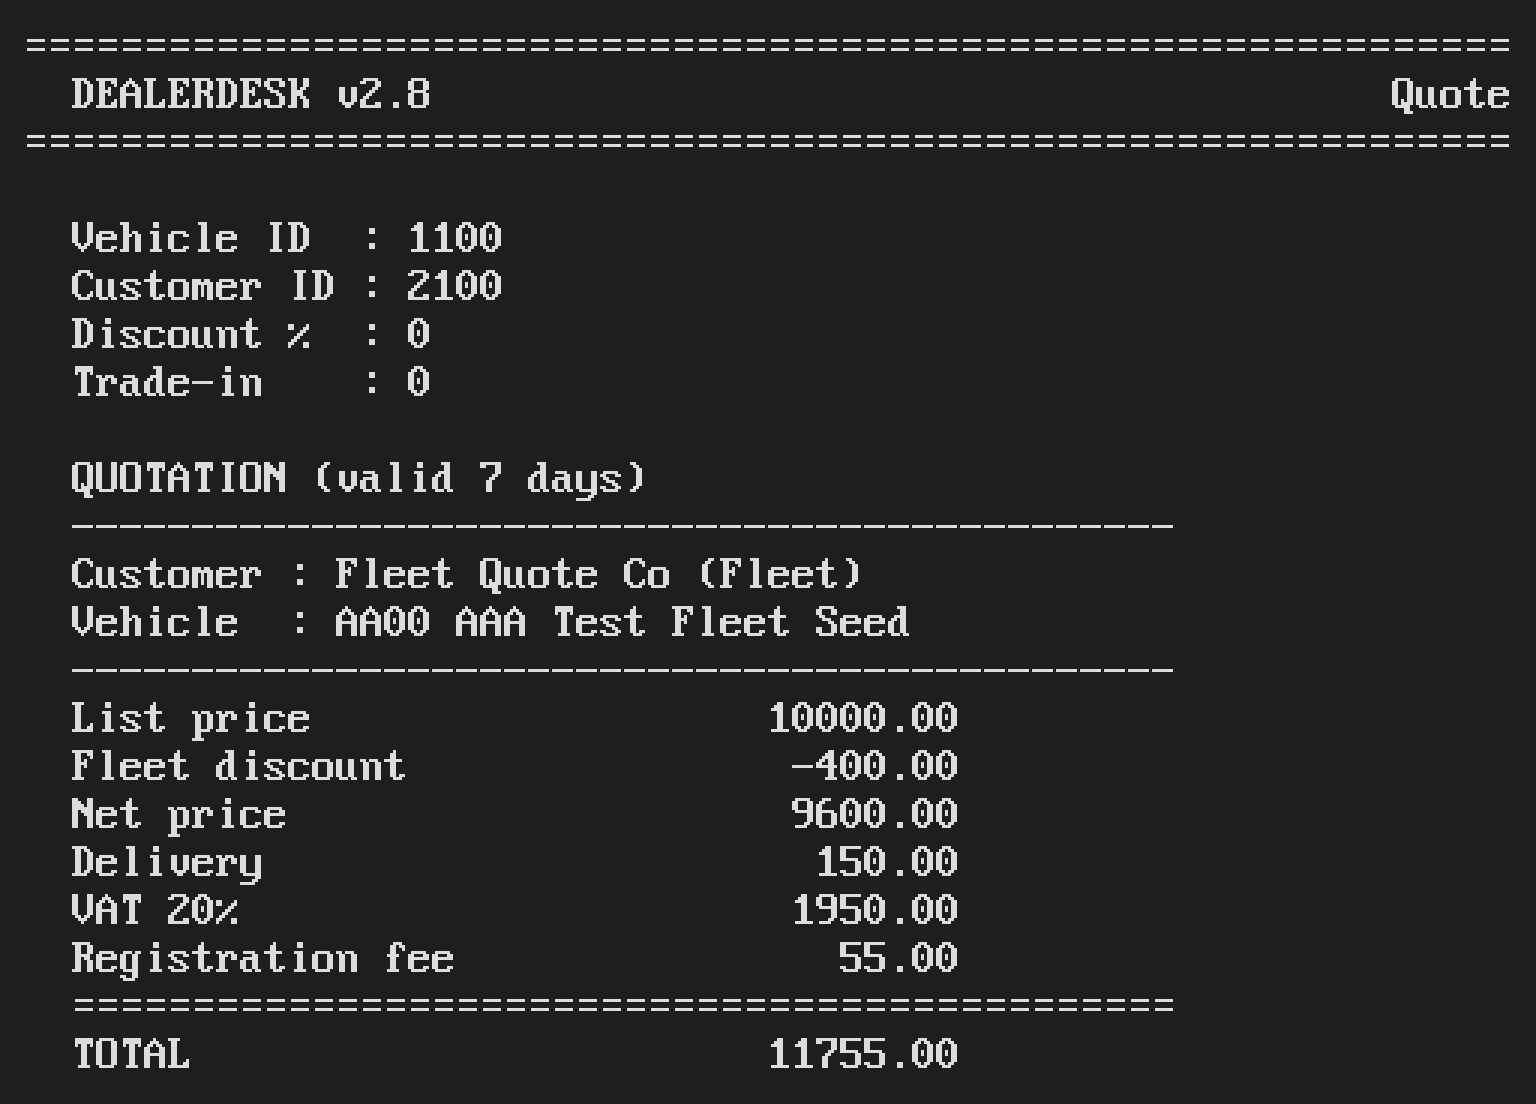 ==============================================================
  DEALERDESK v2.8                                        Quote
==============================================================

  Vehicle ID  : 1100
  Customer ID : 2100
  Discount %  : 0
  Trade-in    : 0

  QUOTATION (valid 7 days)
  ----------------------------------------------
  Customer : Fleet Quote Co (Fleet)
  Vehicle  : AA00 AAA Test Fleet Seed
  ----------------------------------------------
  List price                   10000.00
  Fleet discount                -400.00
  Net price                     9600.00
  Delivery                       150.00
  VAT 20%                       1950.00
  Registration fee                55.00
  ==============================================
  TOTAL                        11755.00